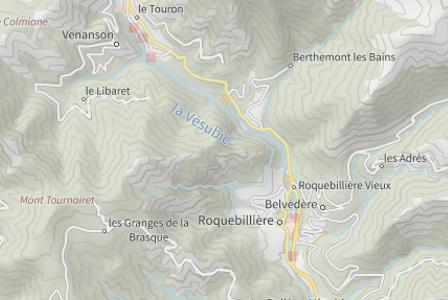 le Touron
Colmiane
Venanson
Berthemont les Bains
le Libaret
la Vésubie
les Adrès
Roquebillière Vieux
Mont Tournoiret
Belvédère
Roquebillière
les Granges de la
Brasque